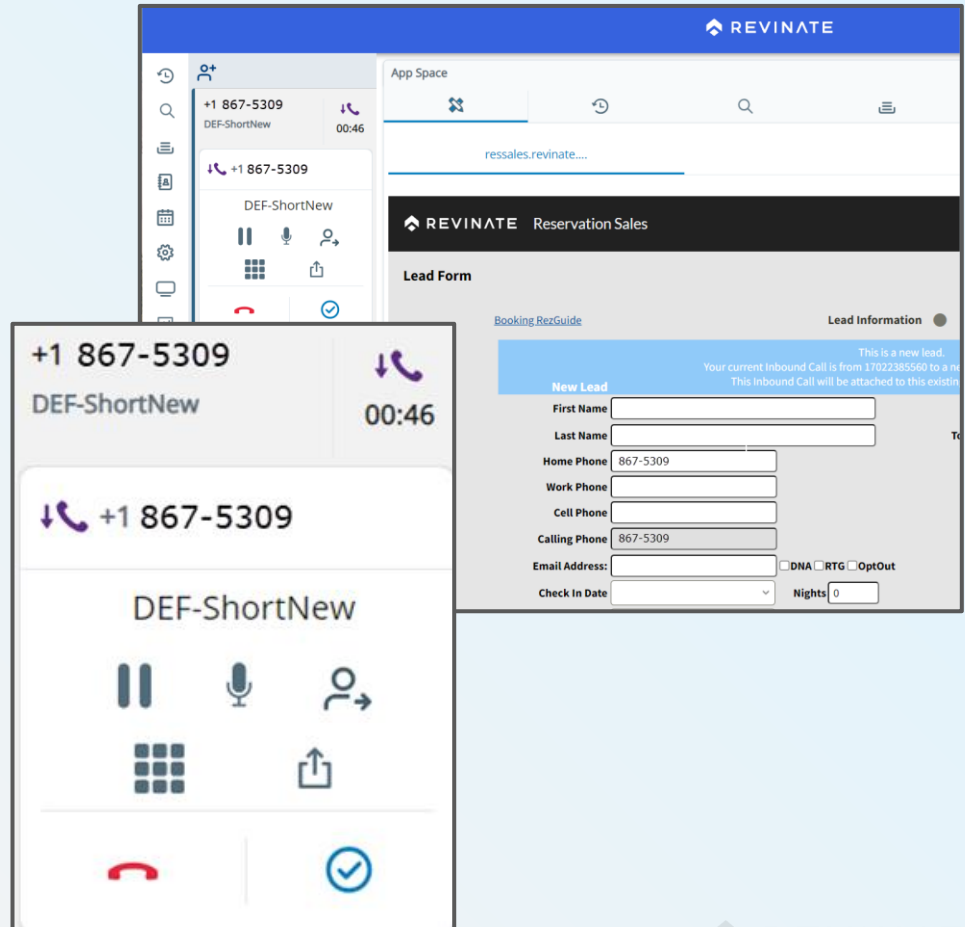 REVINATE
App Space
+1 867-5309
DEF-ShortNew
00:46
ressales.revinate....
+1 867-5309
DEF-ShortNew
REVINATE Reservation Sales
Lead Form
Booking RezGuide
Lead Information
This is a new lead.
Your current Inbound Call is from 17022385560 to a ne
This Inbound Call will be attached to this existin
New Lead
First Name
Last Name
To
Home Phone 867-5309
Work Phone
Cell Phone
Calling Phone 867-5309
Email Address: DNA RTG OptOut
Check In Date Nights 0
+1 867-5309
DEF-ShortNew
00:46
+1 867-5309
DEF-ShortNew